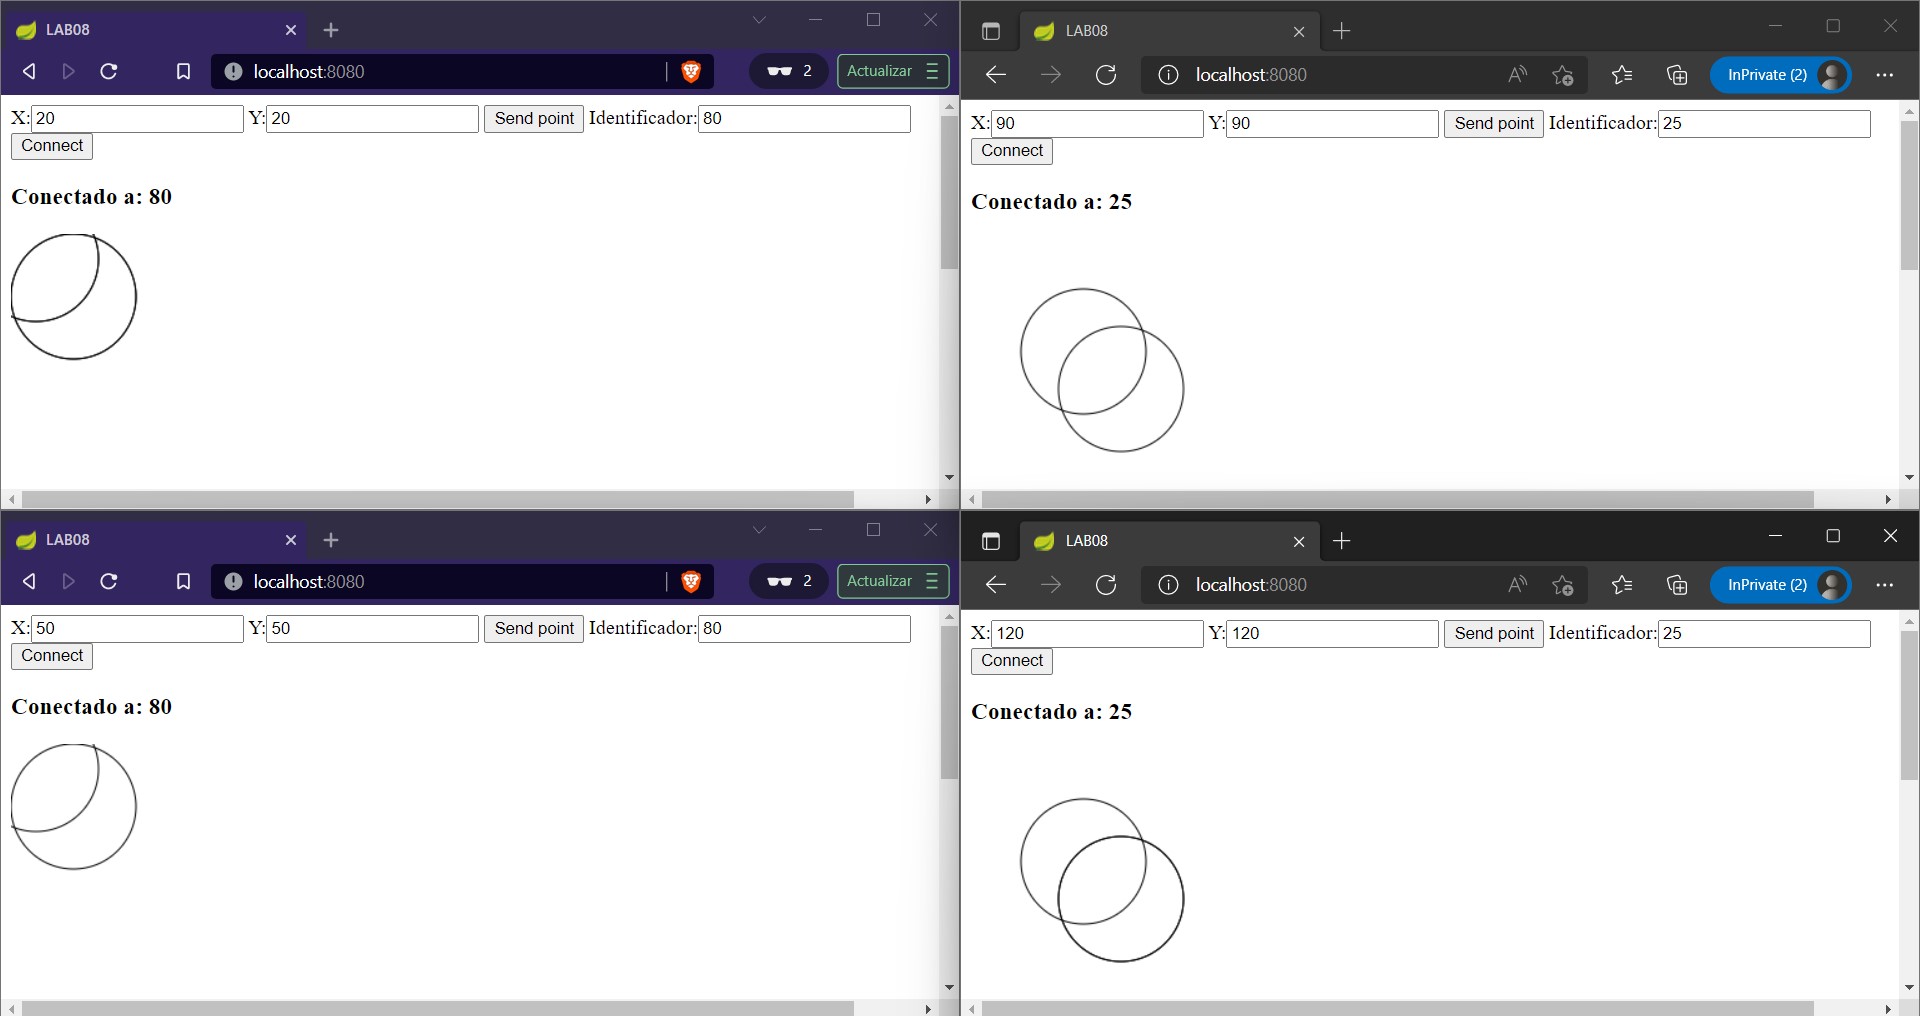 LAB08
localhost:8080
2
Actualizar
X: 20 Y: 20 Send point Identificador: 80
Connect
Conectado a: 80
LAB08
localhost:8080
A
InPrivate (2)
X: 90 Y: 90 Send point Identificador: 25
Connect
Conectado a: 25
LAB08
localhost:8080
2
Actualizar
X: 50 Y: 50 Send point Identificador: 80
Connect
Conectado a: 80
LAB08
localhost:8080
A
InPrivate (2)
X: 120 Y: 120 Send point Identificador: 25
Connect
Conectado a: 25